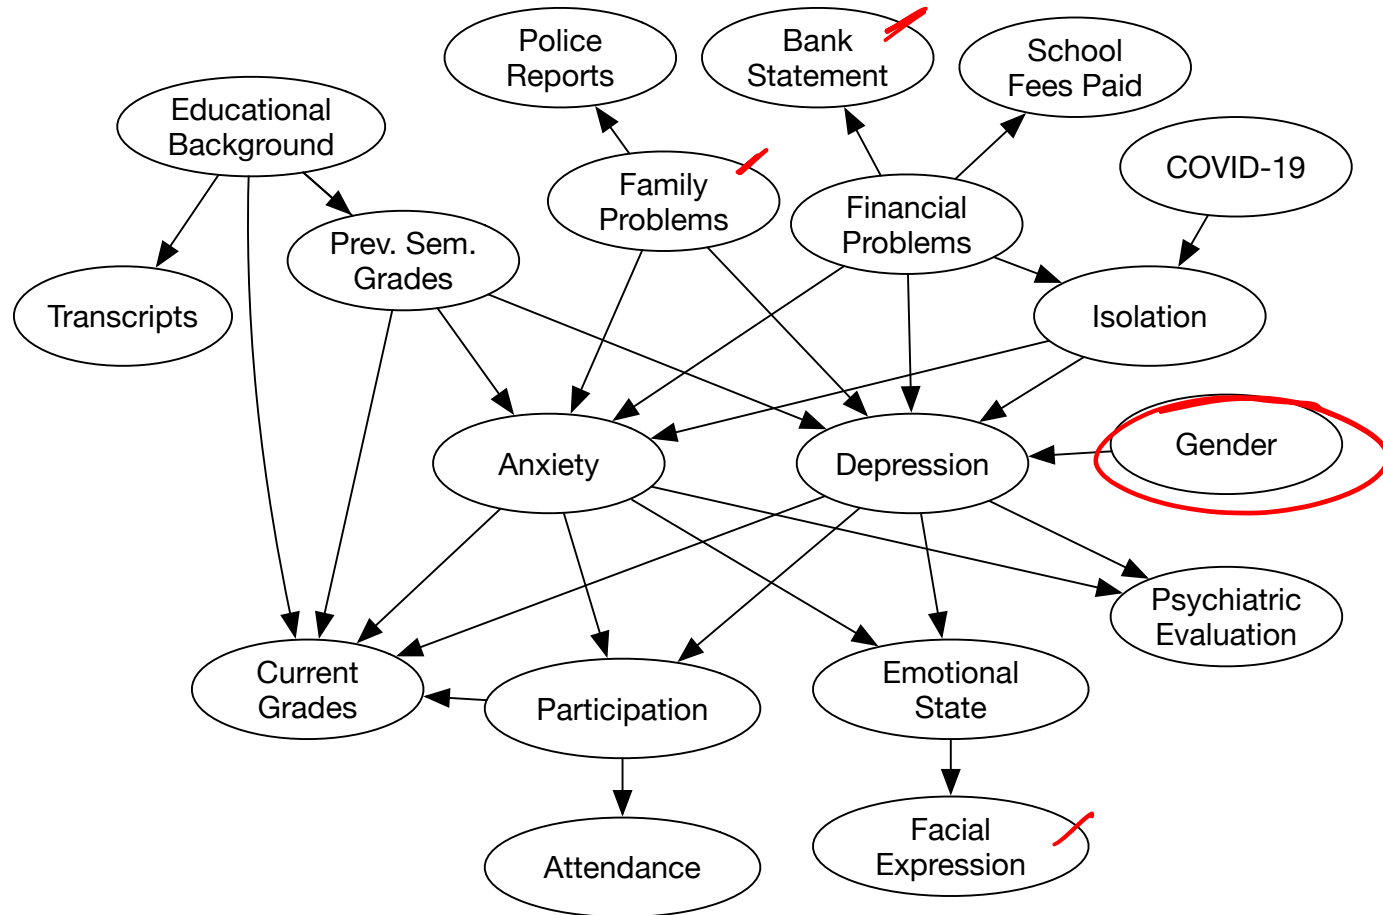 Police
Reports
Bank
Statement
School
Fees Paid
Educational
Background
COVID-19
Family
Problems
Financial
Problems
Prev. Sem.
Grades
Transcripts
Isolation
Gender
Anxiety
Depression
Psychiatric
Evaluation
Current
Grades
Participation
Emotional
State
Attendance
Facial
Expression